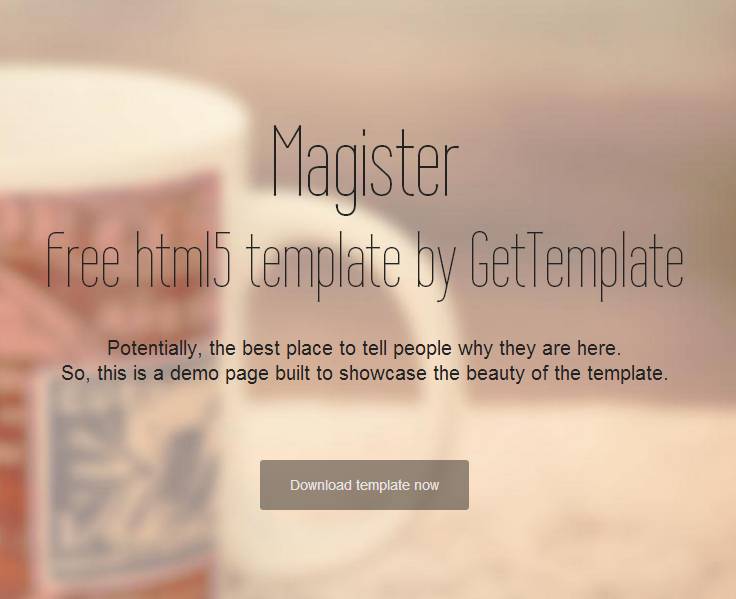 Magister
Free html5 template by GetTemplate
Potentially, the best place to tell people why they are here.
So, this is a demo page built to showcase the beauty of the template.
Download template now